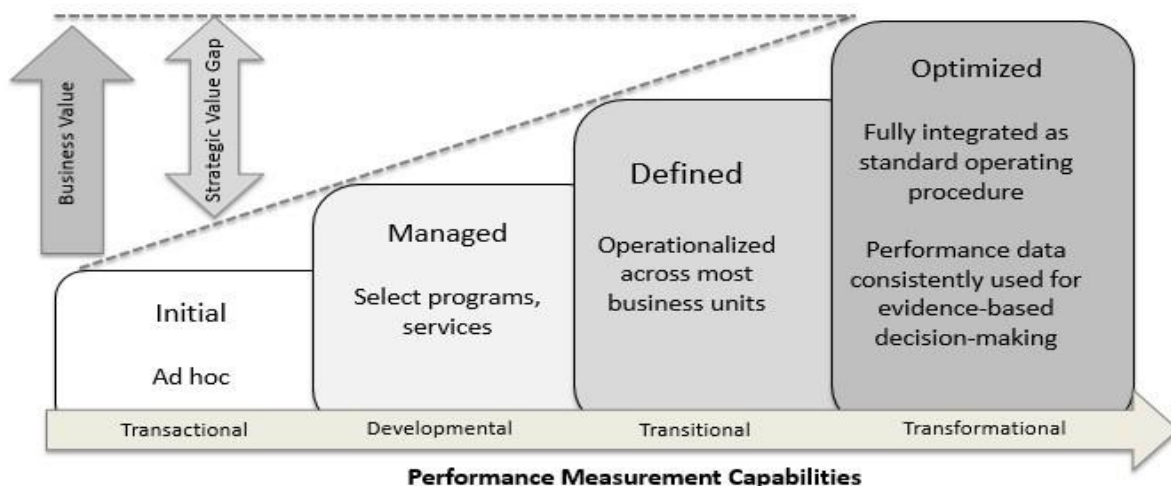 Business Value
Strategic Value Gap
Initial
Ad hoc
Managed
Select programs,
services
Defined
Operationalized
across most
business units
Optimized
Fully integrated as
standard operating
procedure
Performance data
consistently used for
evidence-based
decision-making
Transactional
Developmental
Transitional
Transformational
Performance Measurement Capabilities